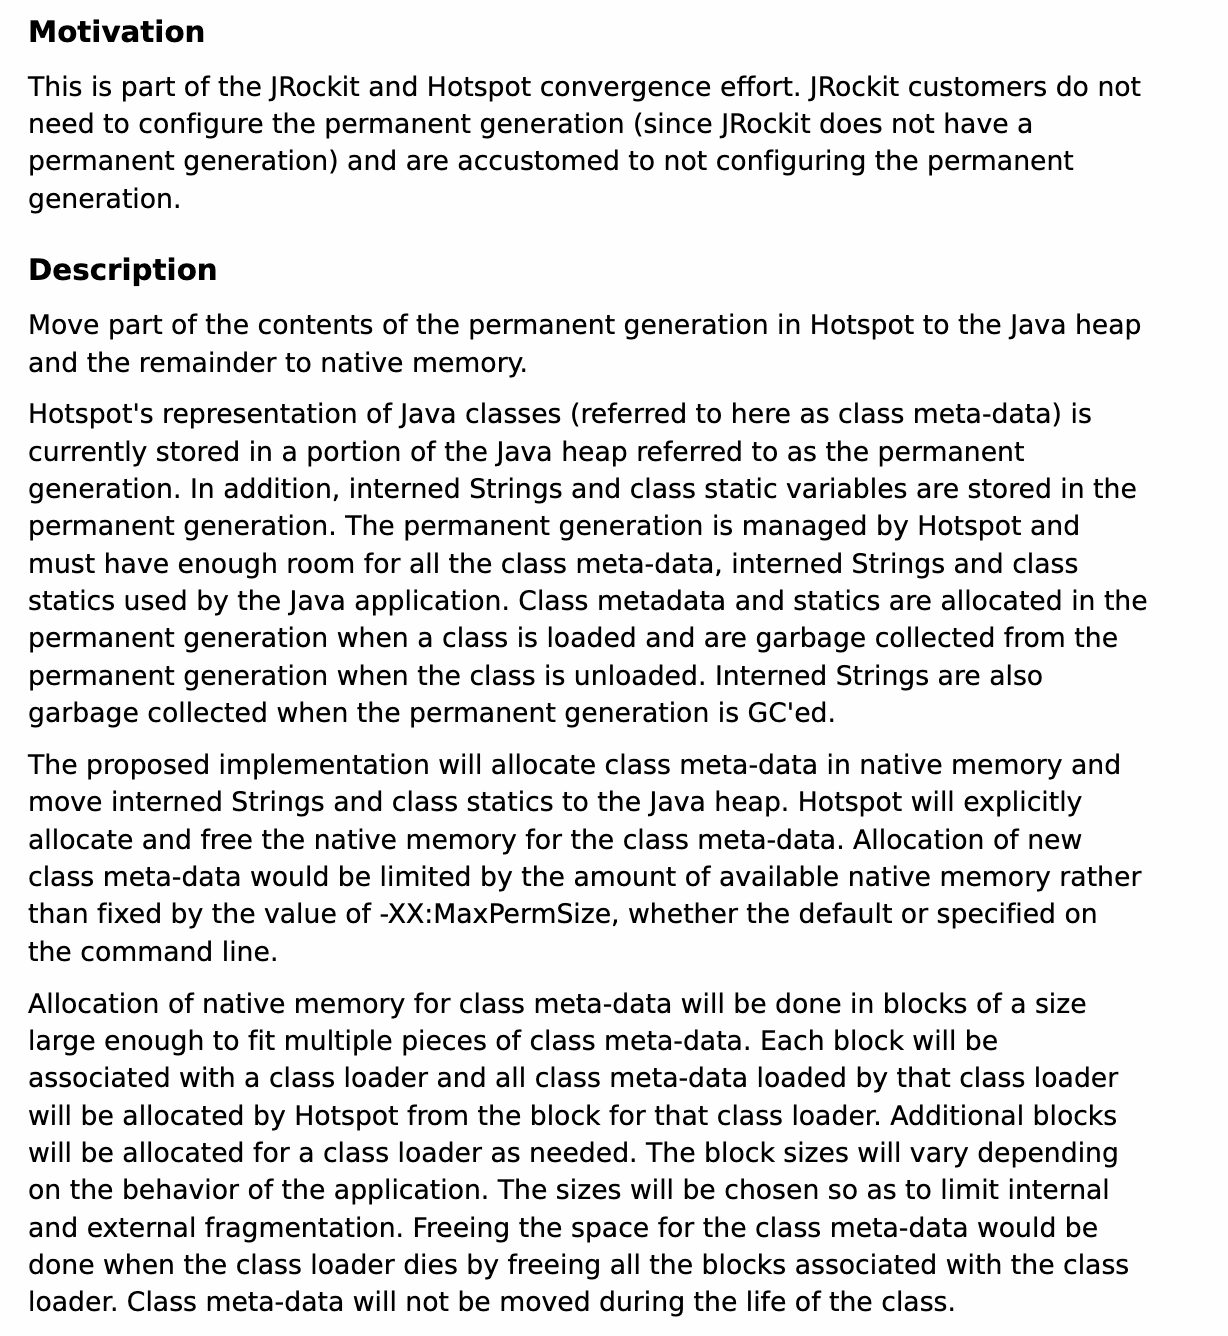 Motivation
This is part of the JRockit and Hotspot convergence effort. JRockit customers do not
need to configure the permanent generation (since JRockit does not have a
permanent generation) and are accustomed to not configuring the permanent
generation.
Description
Move part of the contents of the permanent generation in Hotspot to the Java heap
and the remainder to native memory.
Hotspot's representation of Java classes (referred to here as class meta-data) is
currently stored in a portion of the Java heap referred to as the permanent
generation. In addition, interned Strings and class static variables are stored in the
permanent generation. The permanent generation is managed by Hotspot and
must have enough room for all the class meta-data, interned Strings and class
statics used by the Java application. Class metadata and statics are allocated in the
permanent generation when a class is loaded and are garbage collected from the
permanent generation when the class is unloaded. Interned Strings are also
garbage collected when the permanent generation is GC'ed.
The proposed implementation will allocate class meta-data in native memory and
move interned Strings and class statics to the Java heap. Hotspot will explicitly
allocate and free the native memory for the class meta-data. Allocation of new
class meta-data would be limited by the amount of available native memory rather
than fixed by the value of -XX:MaxPermSize, whether the default or specified on
the command line.
Allocation of native memory for class meta-data will be done in blocks of a size
large enough to fit multiple pieces of class meta-data. Each block will be
associated with a class loader and all class meta-data loaded by that class loader
will be allocated by Hotspot from the block for that class loader. Additional blocks
will be allocated for a class loader as needed. The block sizes will vary depending
on the behavior of the application. The sizes will be chosen so as to limit internal
and external fragmentation. Freeing the space for the class meta-data would be
done when the class loader dies by freeing all the blocks associated with the class
loader. Class meta-data will not be moved during the life of the class.